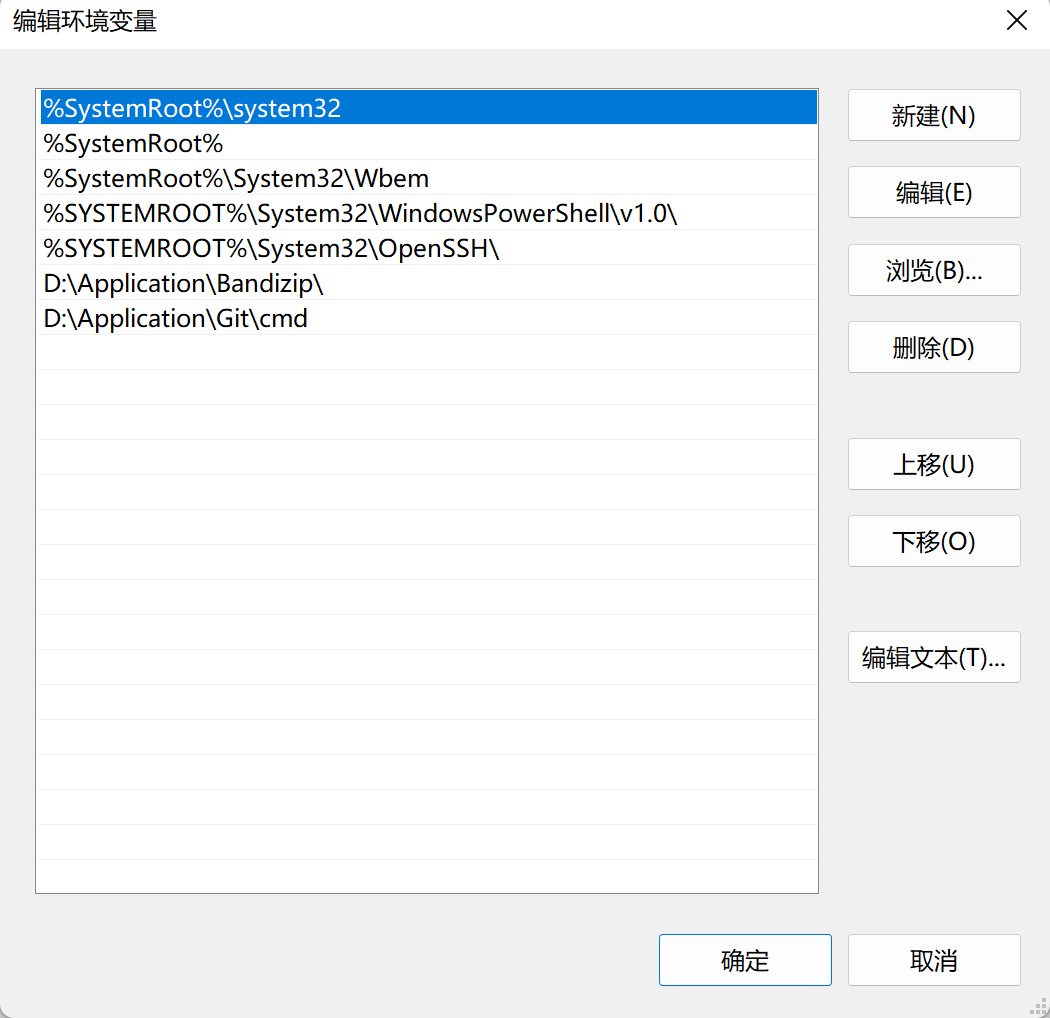 编辑环境变量
%SystemRoot%\system32
%SystemRoot%
%SystemRoot%\System32\Wbem
%SYSTEMROOT%\System32\WindowsPowerShell\v1.0\
%SYSTEMROOT%\System32\OpenSSH\
D:\Application\Bandizip\
D:\Application\Git\cmd
新建(N)
编辑(E)
浏览(B)...
删除(D)
上移(U)
下移(O)
编辑文本(T)...
确定
取消